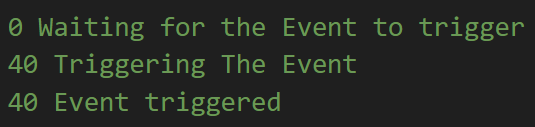 0 Waiting for the Event to trigger
40 Triggering The Event
40 Event triggered